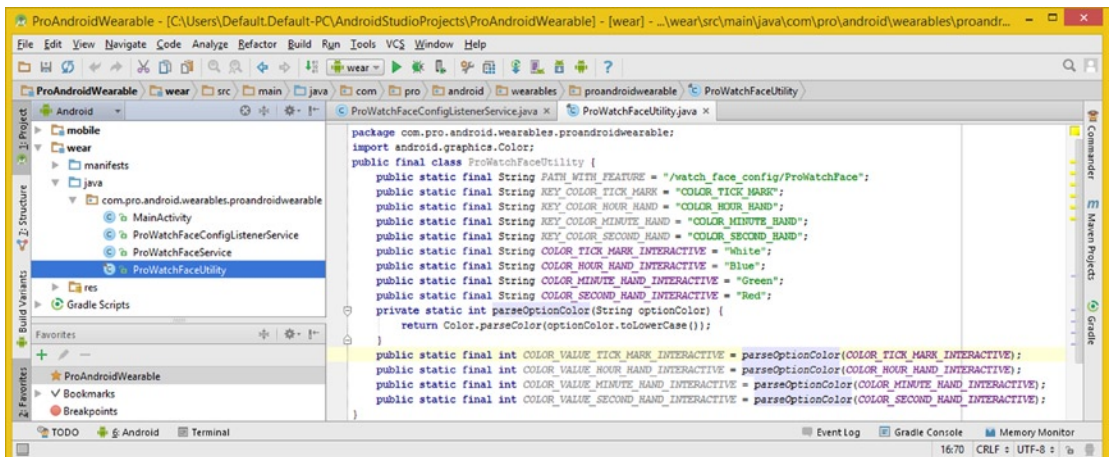 ProAndroidWearable - [C:\Users\Default.Default-PC\AndroidStudioProjects\ProAndroidWearable] - [wear] - ...\wear\src\main\java\com\pro\android\wearables\proandr...
File Edit View Navigate Code Analyze Refactor Build Run Tools VCS Window Help
wear
ProAndroidWearable wear src main java com pro android wearables proandroidwearable ProWatchFaceUtility
Android
ProWatchFaceConfigListenerService.java × ProWatchFaceUtility.java ×
1: Project
Z: Structure
Build Variants
2: Favorites
mobile
wear
manifests
java
com.pro.android.wearables.proandroidwearable
MainActivity
ProWatchFaceConfigListenerService
ProWatchFaceService
ProWatchFaceUtility
res
Gradle Scripts
Favorites
ProAndroidWearable
Bookmarks
Breakpoints
package com.pro.android.wearables.proandroidwearable;
import android.graphics.Color;
public final class ProWatchFaceUtility {
public static final String PATH_WITH_FEATURE = "/watch_face_config/ProWatchFace";
public static final String KEY_COLOR_TICK_MARK = "COLOR_TICK_MARK";
public static final String KEY_COLOR_HOUR_HAND = "COLOR_HOUR_HAND";
public static final String KEY_COLOR_MINUTE_HAND = "COLOR_MINUTE_HAND";
public static final String KEY_COLOR_SECOND_HAND = "COLOR_SECOND_HAND";
public static final String COLOR_TICK_MARK_INTERACTIVE = "White";
public static final String COLOR_HOUR_HAND_INTERACTIVE = "Blue";
public static final String COLOR_MINUTE_HAND_INTERACTIVE = "Green";
public static final String COLOR_SECOND_HAND_INTERACTIVE = "Red";
private static int parseOptionColor(String optionColor) {
return Color.parseColor(optionColor.toLowerCase());
}
public static final int COLOR_VALUE_TICK_MARK_INTERACTIVE = parseOptionColor(COLOR_TICK_MARK_INTERACTIVE);
public static final int COLOR_VALUE_HOUR_HAND_INTERACTIVE = parseOptionColor(COLOR_HOUR_HAND_INTERACTIVE);
public static final int COLOR_VALUE_MINUTE_HAND_INTERACTIVE = parseOptionColor(COLOR_MINUTE_HAND_INTERACTIVE);
public static final int COLOR_VALUE_SECOND_HAND_INTERACTIVE = parseOptionColor(COLOR_SECOND_HAND_INTERACTIVE);
}
Commander
Maven Projects
Gradle
TODO 6: Android Terminal Event Log Gradle Console Memory Monitor
16:70 CRLF UTF-8